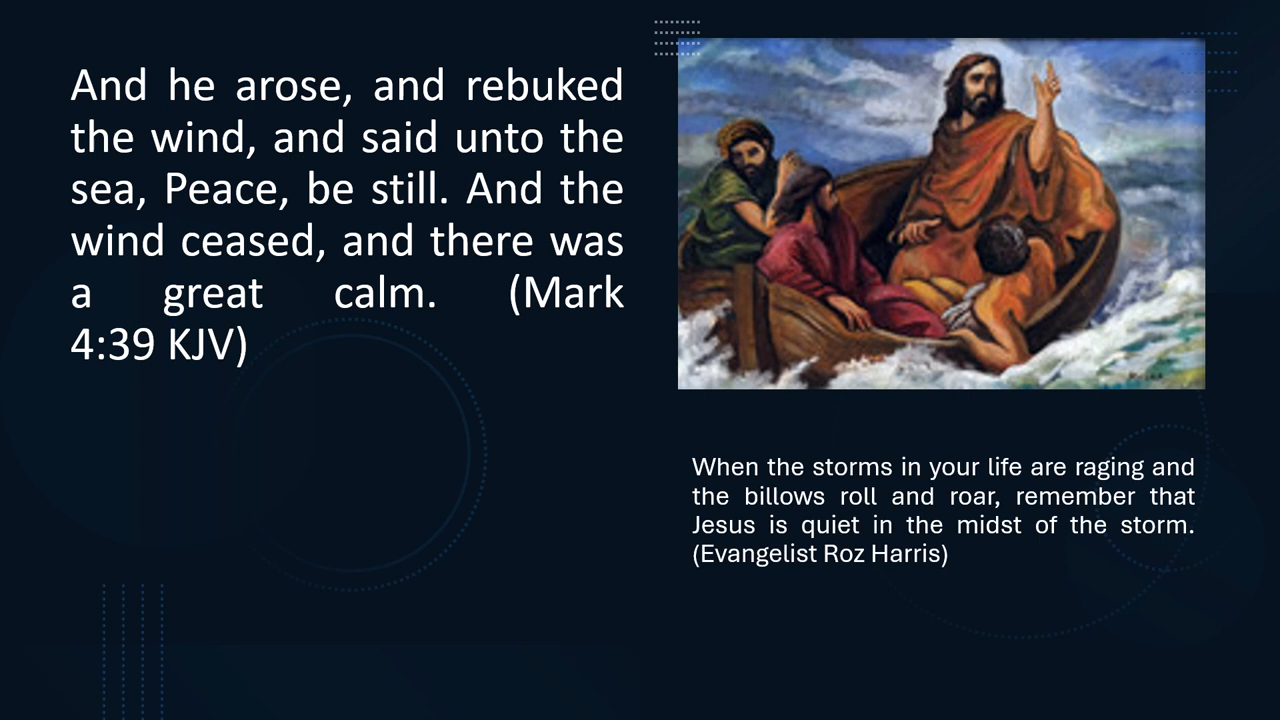 And he arose, and rebuked
the wind, and said unto the
sea, Peace, be still. And the
wind ceased, and there was
a great calm. (Mark
4:39 KJV)
When the storms in your life are raging and
the billows roll and roar, remember that
Jesus is quiet in the midst of the storm.
(Evangelist Roz Harris)